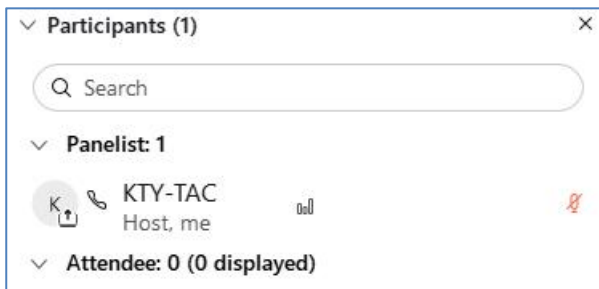 Participants (1)
Search
Panelist: 1
K
KTY-TAC
Host, me
Attendee: 0 (0 displayed)